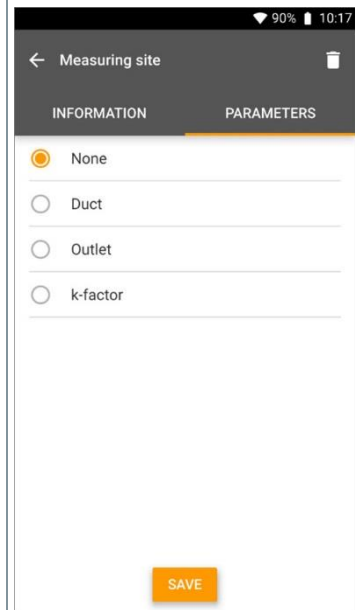 90% 10:17
Measuring site
INFORMATION PARAMETERS
None
Duct
Outlet
k-factor
SAVE